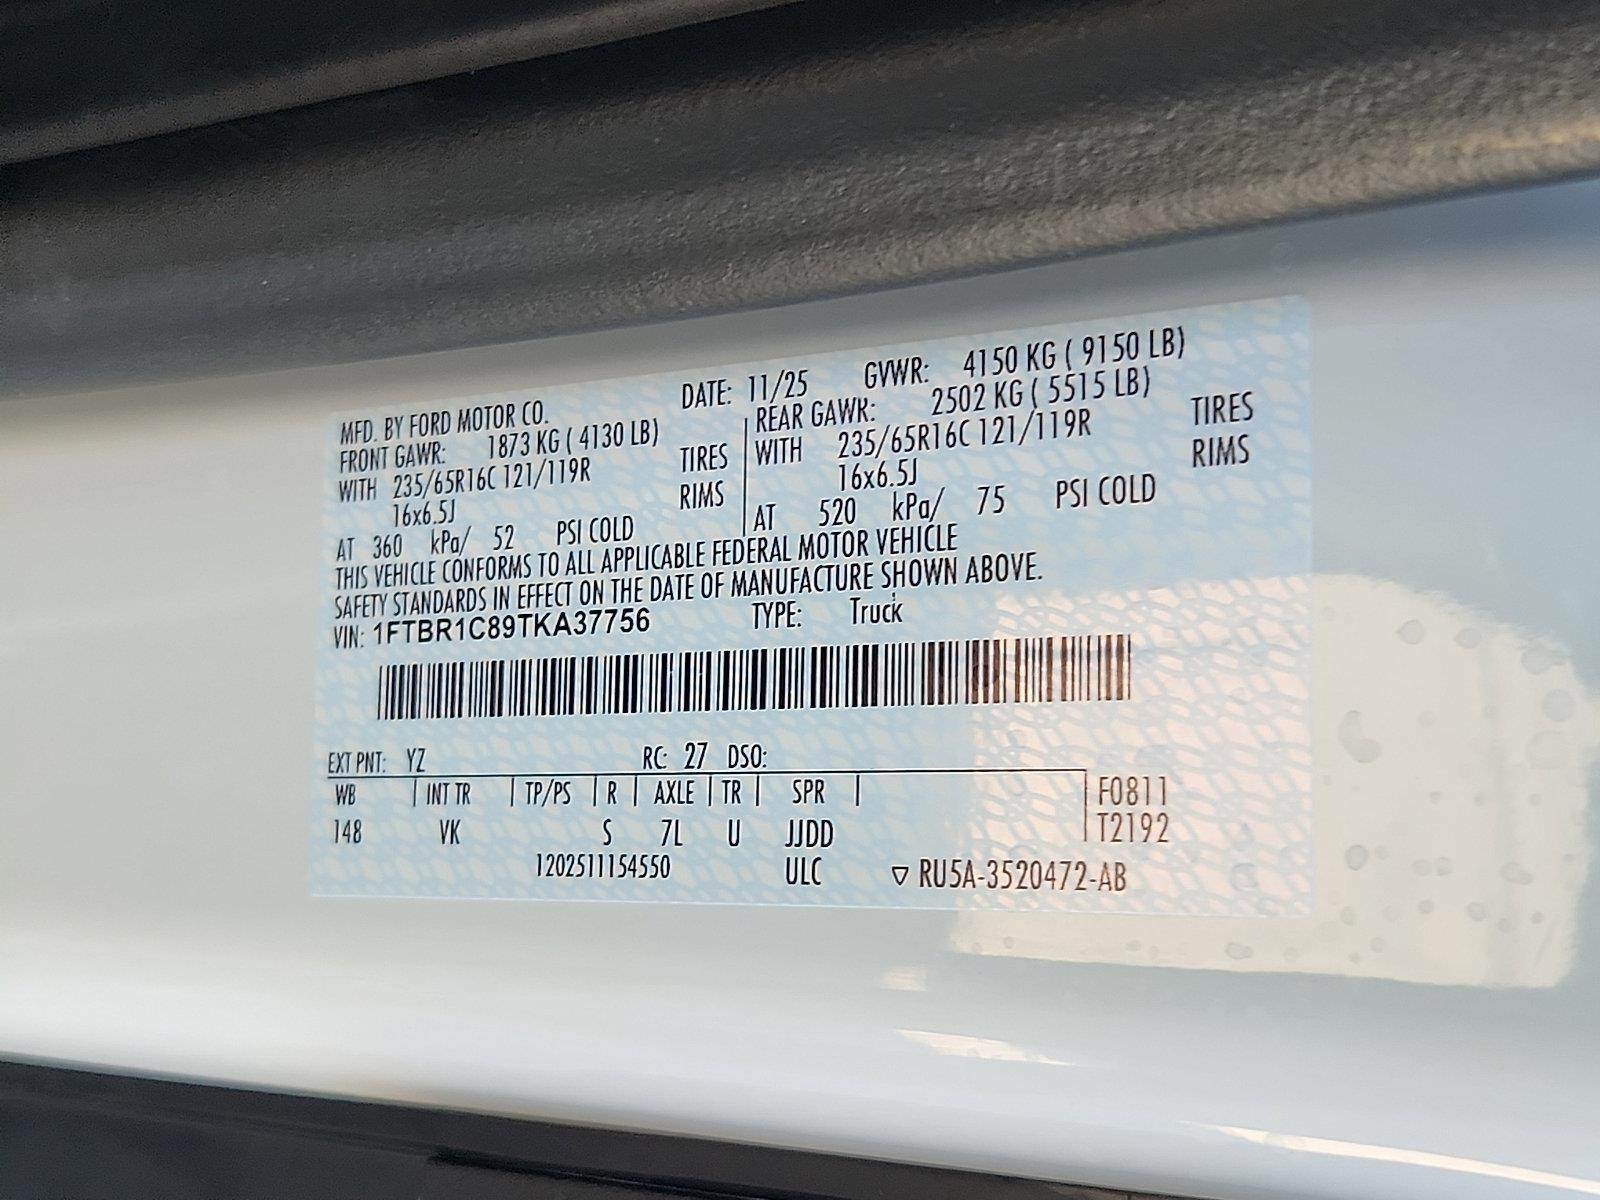 MFD. BY FORD MOTOR CO. DATE: 11/25 GVWR: 4150 KG ( 9150 LB)
FRONT GAWR: 1873 KG ( 4130 LB)
WITH 235/65R16C 121/119R TIRES
16x6.5J RIMS
AT 360 kPa/ 52 PSI COLD
REAR GAWR: 2502 KG ( 5515 LB)
WITH 235/65R16C 121/119R TIRES
16x6.5J RIMS
AT 520 kPa/ 75 PSI COLD
THIS VEHICLE CONFORMS TO ALL APPLICABLE FEDERAL MOTOR VEHICLE
SAFETY STANDARDS IN EFFECT ON THE DATE OF MANUFACTURE SHOWN ABOVE.
VIN: 1FTBR1C89TKA37756 TYPE: Truck
EXT PNT: YZ RC: 27 DSO:
WB INT TR TP/PS R AXLE TR SPR F0811
148 VK S 7L U JJDD T2192
1202511154550 ULC ▽ RU5A-3520472-AB